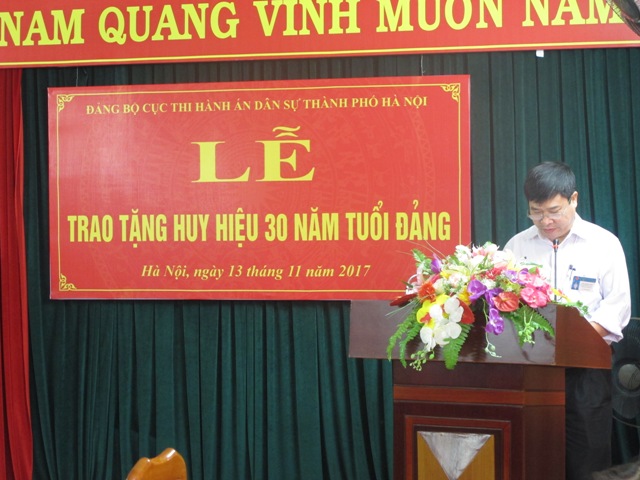 NAM QUANG VINH MUÔN NĂM
ĐẢNG BỘ CỤC THI HÀNH ÁN DÂN SỰ THÀNH PHỐ HÀ NỘI
LỄ
TRAO TẶNG HUY HIỆU 30 NĂM TUỔI ĐẢNG
Hà Nội, ngày 13 tháng 11 năm 2017